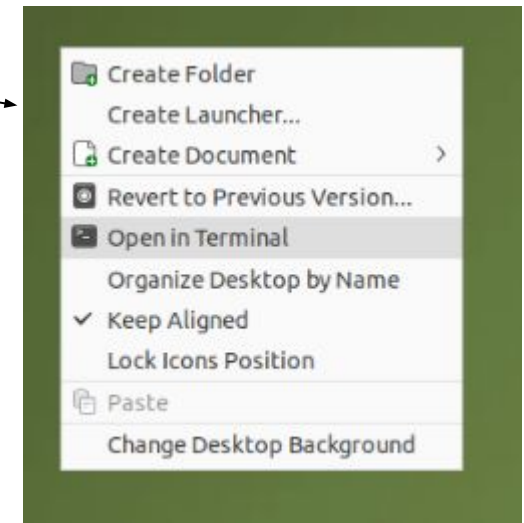 Create Folder
Create Launcher...
Create Document
Revert to Previous Version...
Open in Terminal
Organize Desktop by Name
Keep Aligned
Lock Icons Position
Paste
Change Desktop Background